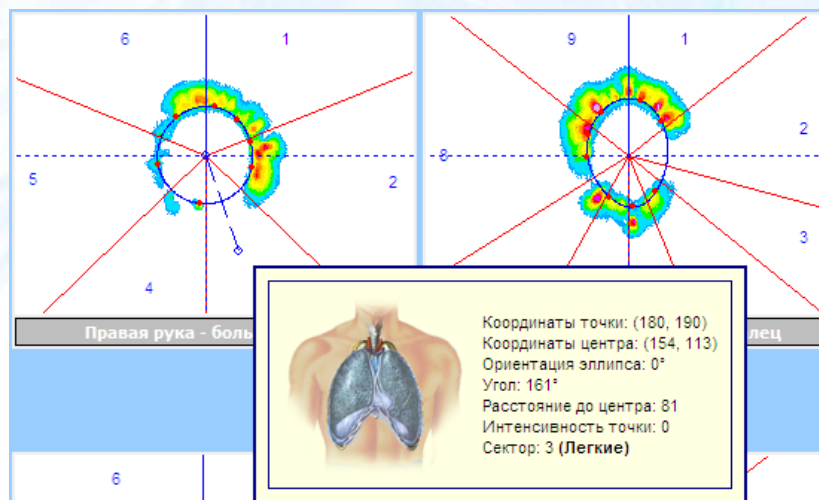 6
1
5
2
4
9
1
2
8
3
Правая рука - боль
лец
Координаты точки: (180, 190)
Координаты центра: (154, 113)
Ориентация эллипса: 0°
Угол: 161°
Расстояние до центра: 81
Интенсивность точки: 0
Сектор: 3 (Легкие)
6